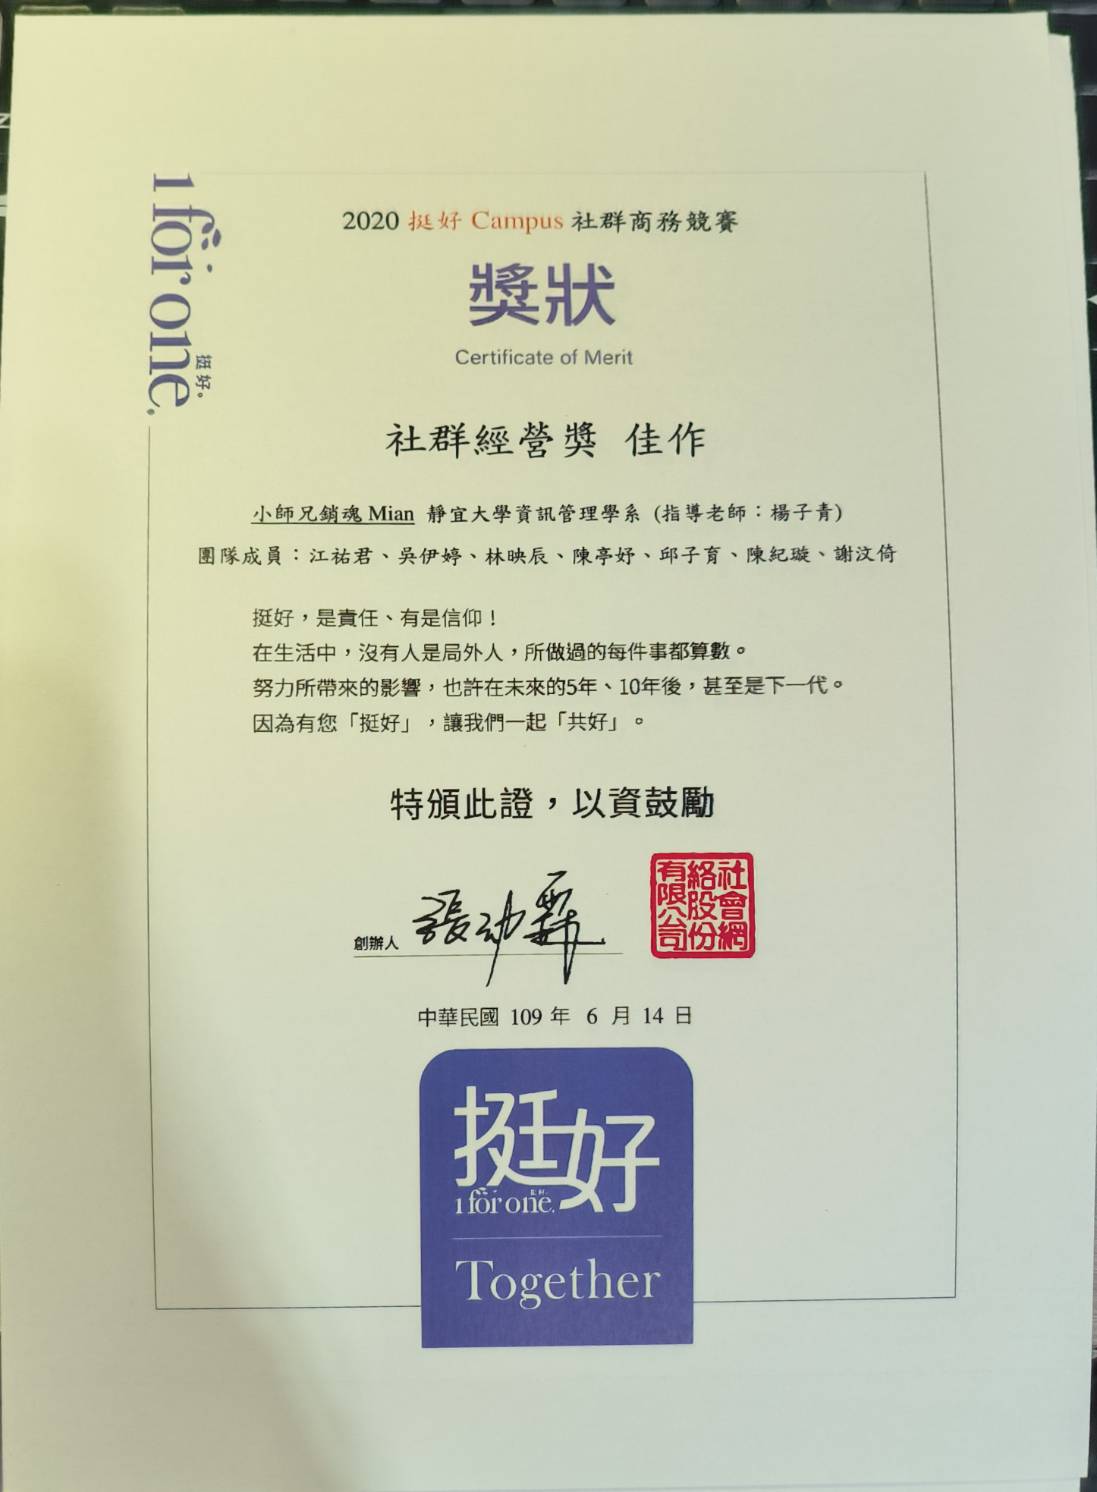 1 for one.
挺好。
2020 挺好 Campus 社群商務競賽
獎狀
Certificate of Merit
社群經營獎 佳作
小師兄銷魂 Mian 靜宜大學資訊管理學系 (指導老師：楊子青)
團隊成員：江祐君、吳伊婷、林映辰、陳亭妤、邱子育、陳紀璇、謝汶倚
挺好，是責任、有是信仰！
在生活中，沒有人是局外人，所做過的每件事都算數。
努力所帶來的影響，也許在未來的5年、10年後，甚至是下一代。
因為有您「挺好」，讓我們一起「共好」。
特頒此證，以資鼓勵
創辦人
社會網絡股份有限公司
中華民國 109 年 6 月 14 日
挺好
1 for one.
Together